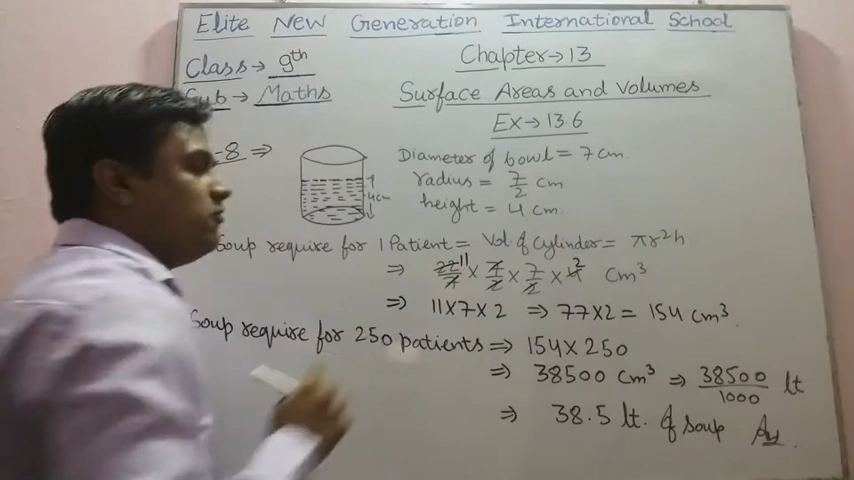 Elite New Generation International School
Class → 9th
Chapter → 13
Sub → Maths
Surface Areas and Volumes
Ex → 13.6
-8 ⇒
4cm
Diameter of bowl = 7 cm
radius = 7/2 cm
height = 4 cm.
Soup require for 1 Patient = Vol. of Cylinder = πr²h
⇒ 22/7 11 × 7/2 × 7/2 × 4 2 cm³
⇒ 11×7×2 ⇒ 77×2 = 154 cm³.
Soup require for 250 patients ⇒ 154×250
⇒ 38500 cm³ ⇒ 38500/1000 lt
⇒ 38.5 lt. of soup